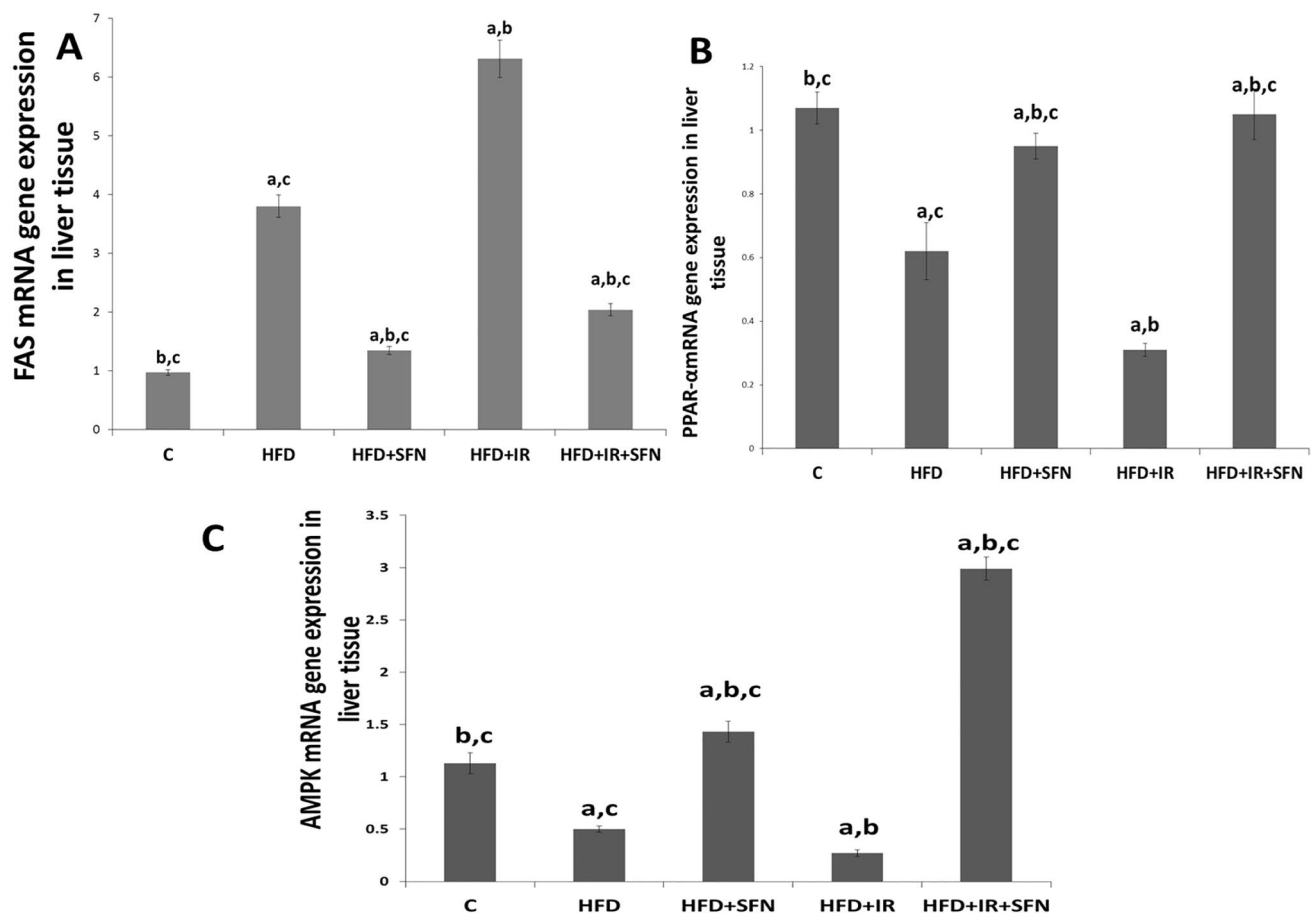 A
FAS mRNA gene expression
in liver tissue
7
6
5
4
3
2
1
0
b,c
a,c
a,b,c
a,b
a,b,c
C
HFD
HFD+SFN
HFD+IR
HFD+IR+SFN
B
PPAR-αmRNA gene expression in liver
tissue
1.2
1
0.8
0.6
0.4
0.2
0
b,c
a,c
a,b,c
a,b
a,b,c
C
HFD
HFD+SFN
HFD+IR
HFD+IR+SFN
C
AMPK mRNA gene expression in
liver tissue
3.5
3
2.5
2
1.5
1
0.5
0
b,c
a,c
a,b,c
a,b
a,b,c
C
HFD
HFD+SFN
HFD+IR
HFD+IR+SFN